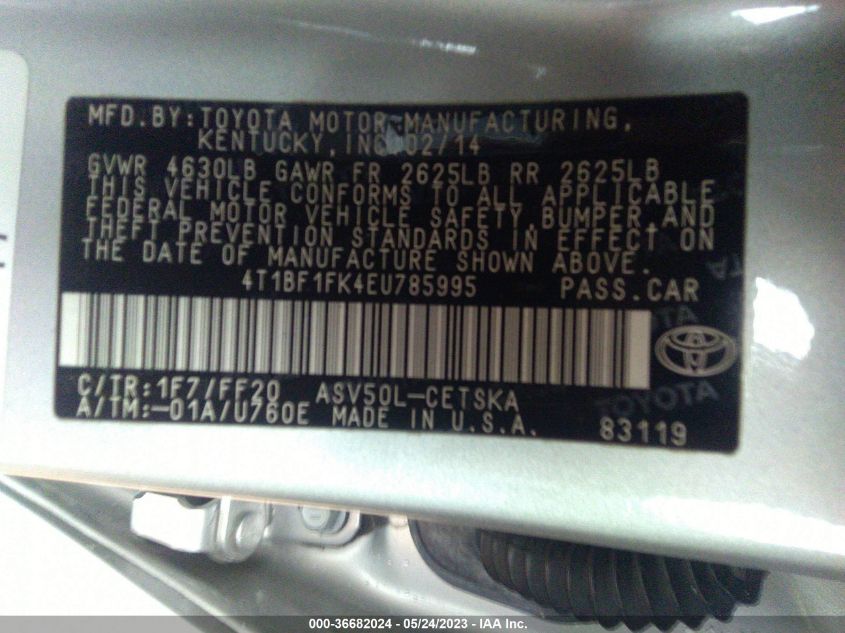 MFD.BY:TOYOTA MOTOR MANUFACTURING,
KENTUCKY,INC 02/14
GVWR 4630LB GAWR FR 2625LB RR 2625LB
THIS VEHICLE CONFORMS TO ALL APPLICABLE
FEDERAL MOTOR VEHICLE SAFETY,BUMPER,AND
THEFT PREVENTION STANDARDS IN EFFECT ON
THE DATE OF MANUFACTURE SHOWN ABOVE.
4T1BF1FK4EU785995 PASS.CAR
C/TR:1F7/FF20 ASV50L-CETSKA
A/TM:-01A/U760E MADE IN U.S.A. 83119
TOYOTA
000-36682024 - 05/24/2023 - IAA Inc.